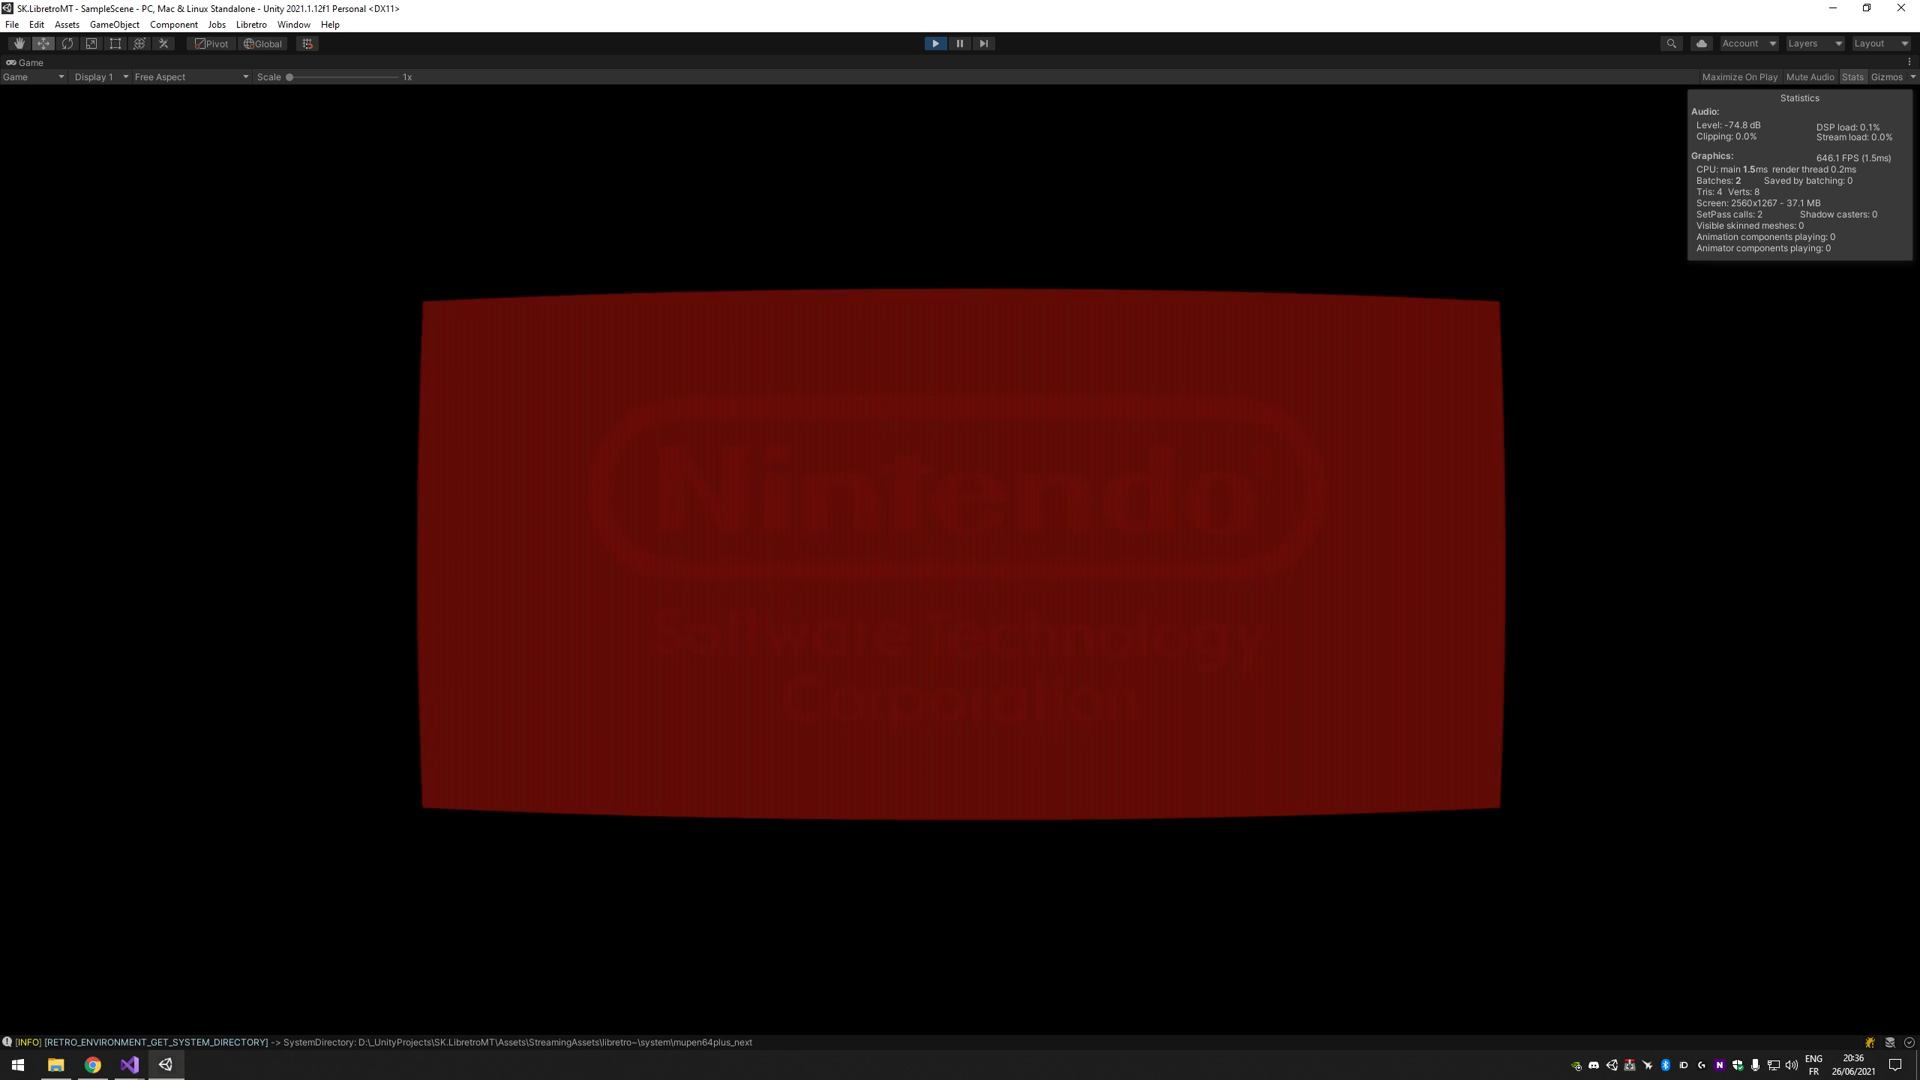 SK.LibretroMT - SampleScene - PC, Mac & Linux Standalone - Unity 2021.1.12f1 Personal <DX11>
File Edit Assets GameObject Component Jobs Libretro Window Help
Pivot Global Account Layers Layout
Game
Game Display 1 Free Aspect Scale 1x Maximize On Play Mute Audio Stats Gizmos
Statistics
Audio:
Level: -74.8 dB DSP load: 0.1%
Clipping: 0.0% Stream load: 0.0%
Graphics: 646.1 FPS (1.5ms)
CPU: main 1.5ms render thread 0.2ms
Batches: 2 Saved by batching: 0
Tris: 4 Verts: 8
Screen: 2560x1267 - 37.1 MB
SetPass calls: 2 Shadow casters: 0
Visible skinned meshes: 0
Animation components playing: 0
Animator components playing: 0
Nintendo
Software Technology
Corporation
[INFO] [RETRO_ENVIRONMENT_GET_SYSTEM_DIRECTORY] -> SystemDirectory: D:\_UnityProjects\SK.LibretroMT\Assets\StreamingAssets\libretro~\system\mupen64plus_next
ENG 20:36
FR 26/06/2021